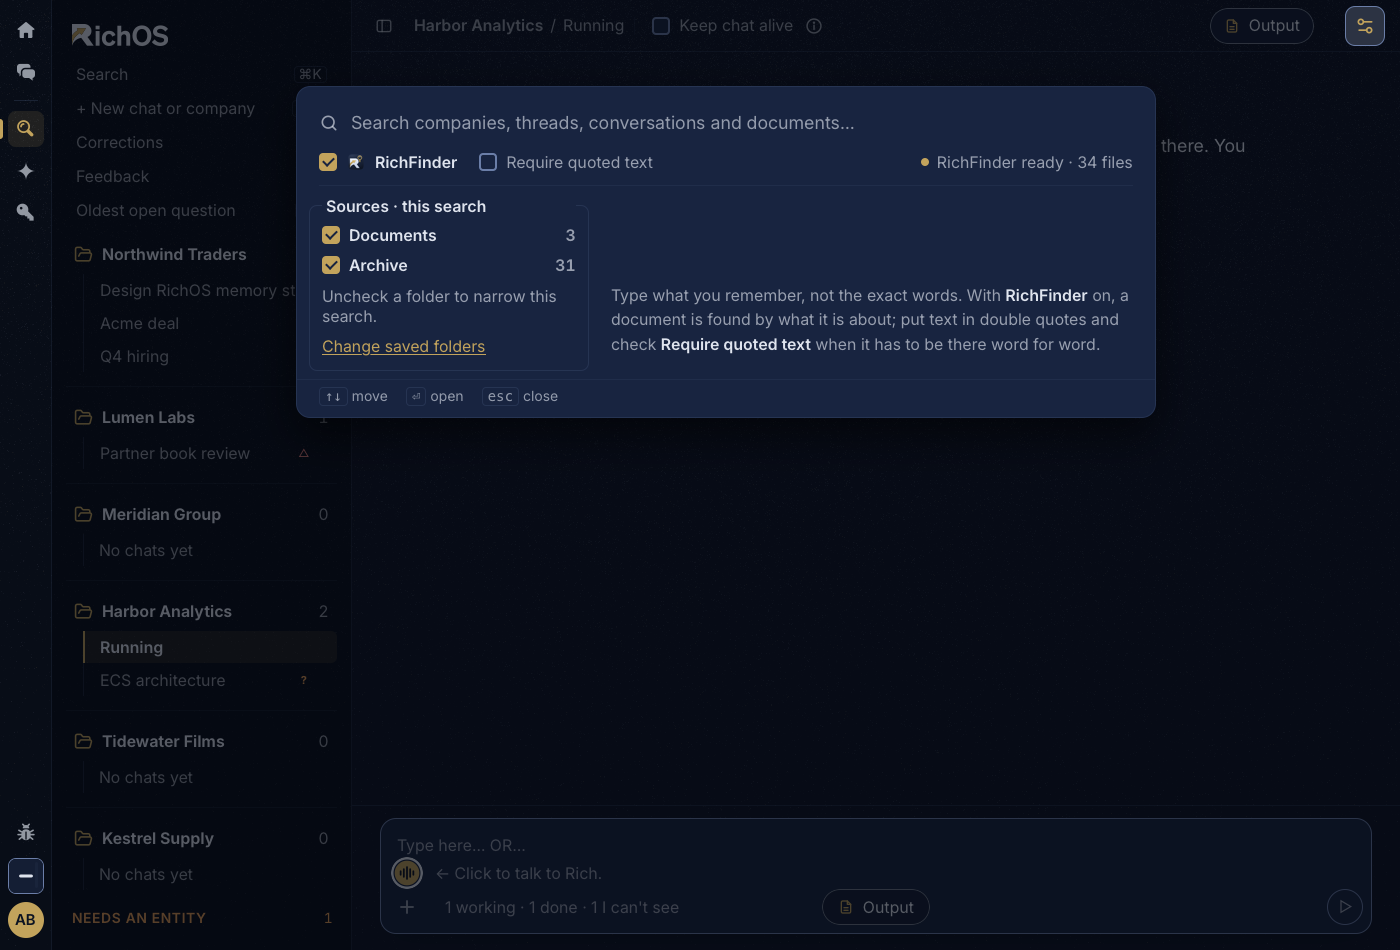 RichOS
Search ⌘K
+ New chat or company
Corrections
Feedback
Oldest open question
Northwind Traders
Design RichOS memory st
Acme deal
Q4 hiring
Lumen Labs 1
Partner book review
Meridian Group 0
No chats yet
Harbor Analytics 2
Running
ECS architecture ?
Tidewater Films 0
No chats yet
Kestrel Supply 0
No chats yet
NEEDS AN ENTITY 1
AB
Harbor Analytics / Running
Keep chat alive
Output
there. You
Search companies, threads, conversations and documents...
RichFinder
Require quoted text
RichFinder ready · 34 files
Sources · this search
Documents 3
Archive 31
Uncheck a folder to narrow this
search.
Change saved folders
Type what you remember, not the exact words. With RichFinder on, a
document is found by what it is about; put text in double quotes and
check Require quoted text when it has to be there word for word.
↑↓ move ⏎ open esc close
Type here... OR...
← Click to talk to Rich.
+ 1 working · 1 done · 1 I can't see
Output